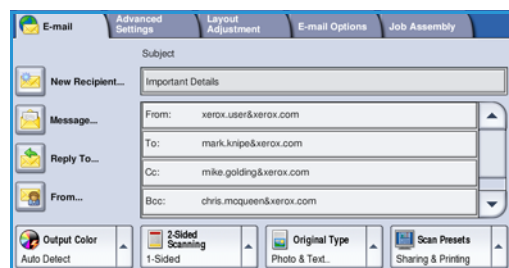 E-mail
Advanced Settings
Layout Adjustment
E-mail Options
Job Assembly
Subject
New Recipient...
Important Details
Message...
From: xerox.user&xerox.com
To: mark.knipe&xerox.com
Reply To...
Cc: mike.golding&xerox.com
From...
Bcc: chris.mcqueen&xerox.com
Output Color
Auto Detect
2-Sided Scanning
1-Sided
Original Type
Photo & Text..
Scan Presets
Sharing & Printing